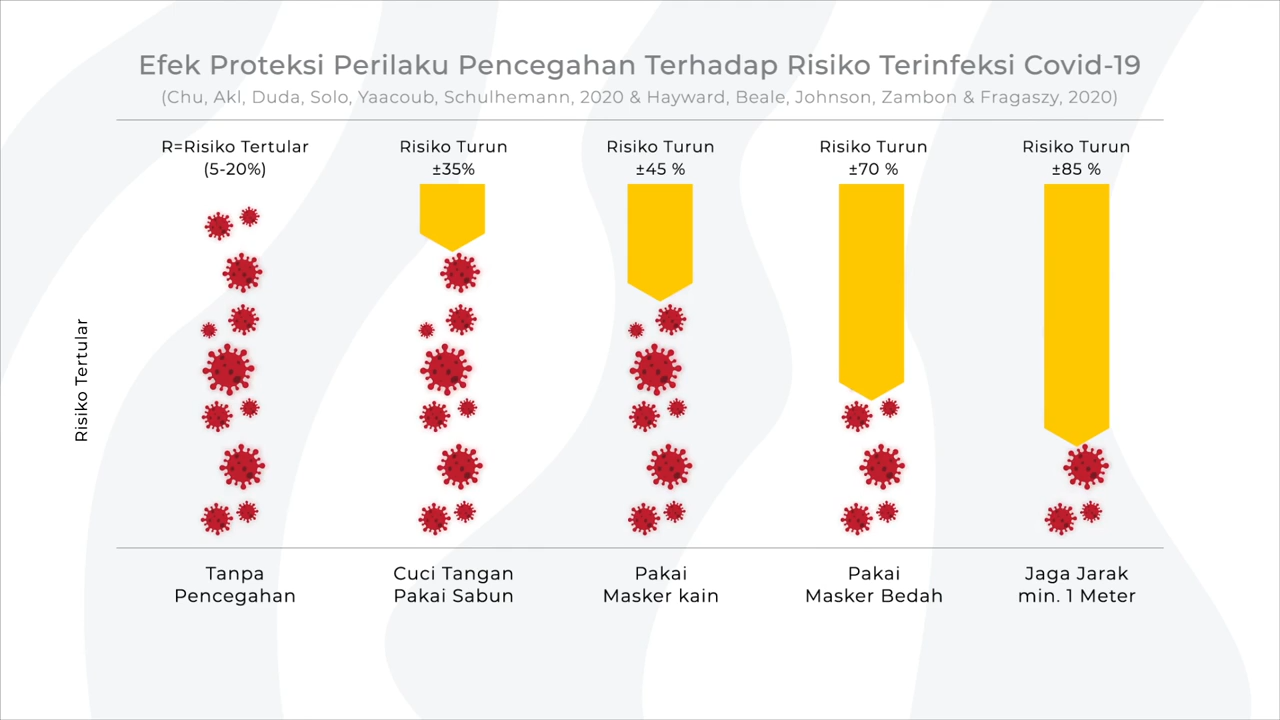 Efek Proteksi Perilaku Pencegahan Terhadap Risiko Terinfeksi Covid-19
(Chu, Akl, Duda, Solo, Yaacoub, Schulhemann, 2020 & Hayward, Beale, Johnson, Zambon & Fragaszy, 2020)
R=Risiko Tertular
(5-20%)
Risiko Turun
±35%
Risiko Turun
±45 %
Risiko Turun
±70 %
Risiko Turun
±85 %
Risiko Tertular
Tanpa
Pencegahan
Cuci Tangan
Pakai Sabun
Pakai
Masker kain
Pakai
Masker Bedah
Jaga Jarak
min. 1 Meter